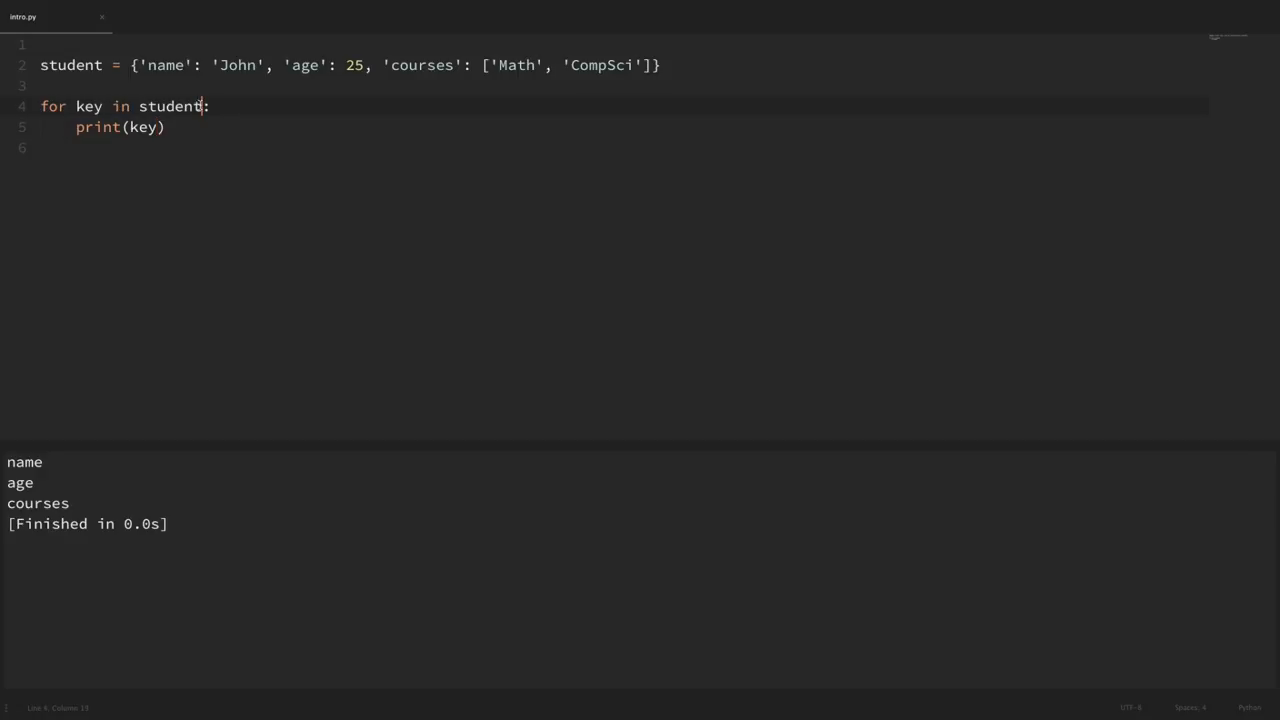 intro.py ×
1
2 student = {'name': 'John', 'age': 25, 'courses': ['Math', 'CompSci']}
3
4 for key in student:
5     print(key)
6
name
age
courses
[Finished in 0.0s]
Line 4, Column 19 UTF-8 Spaces: 4 Python